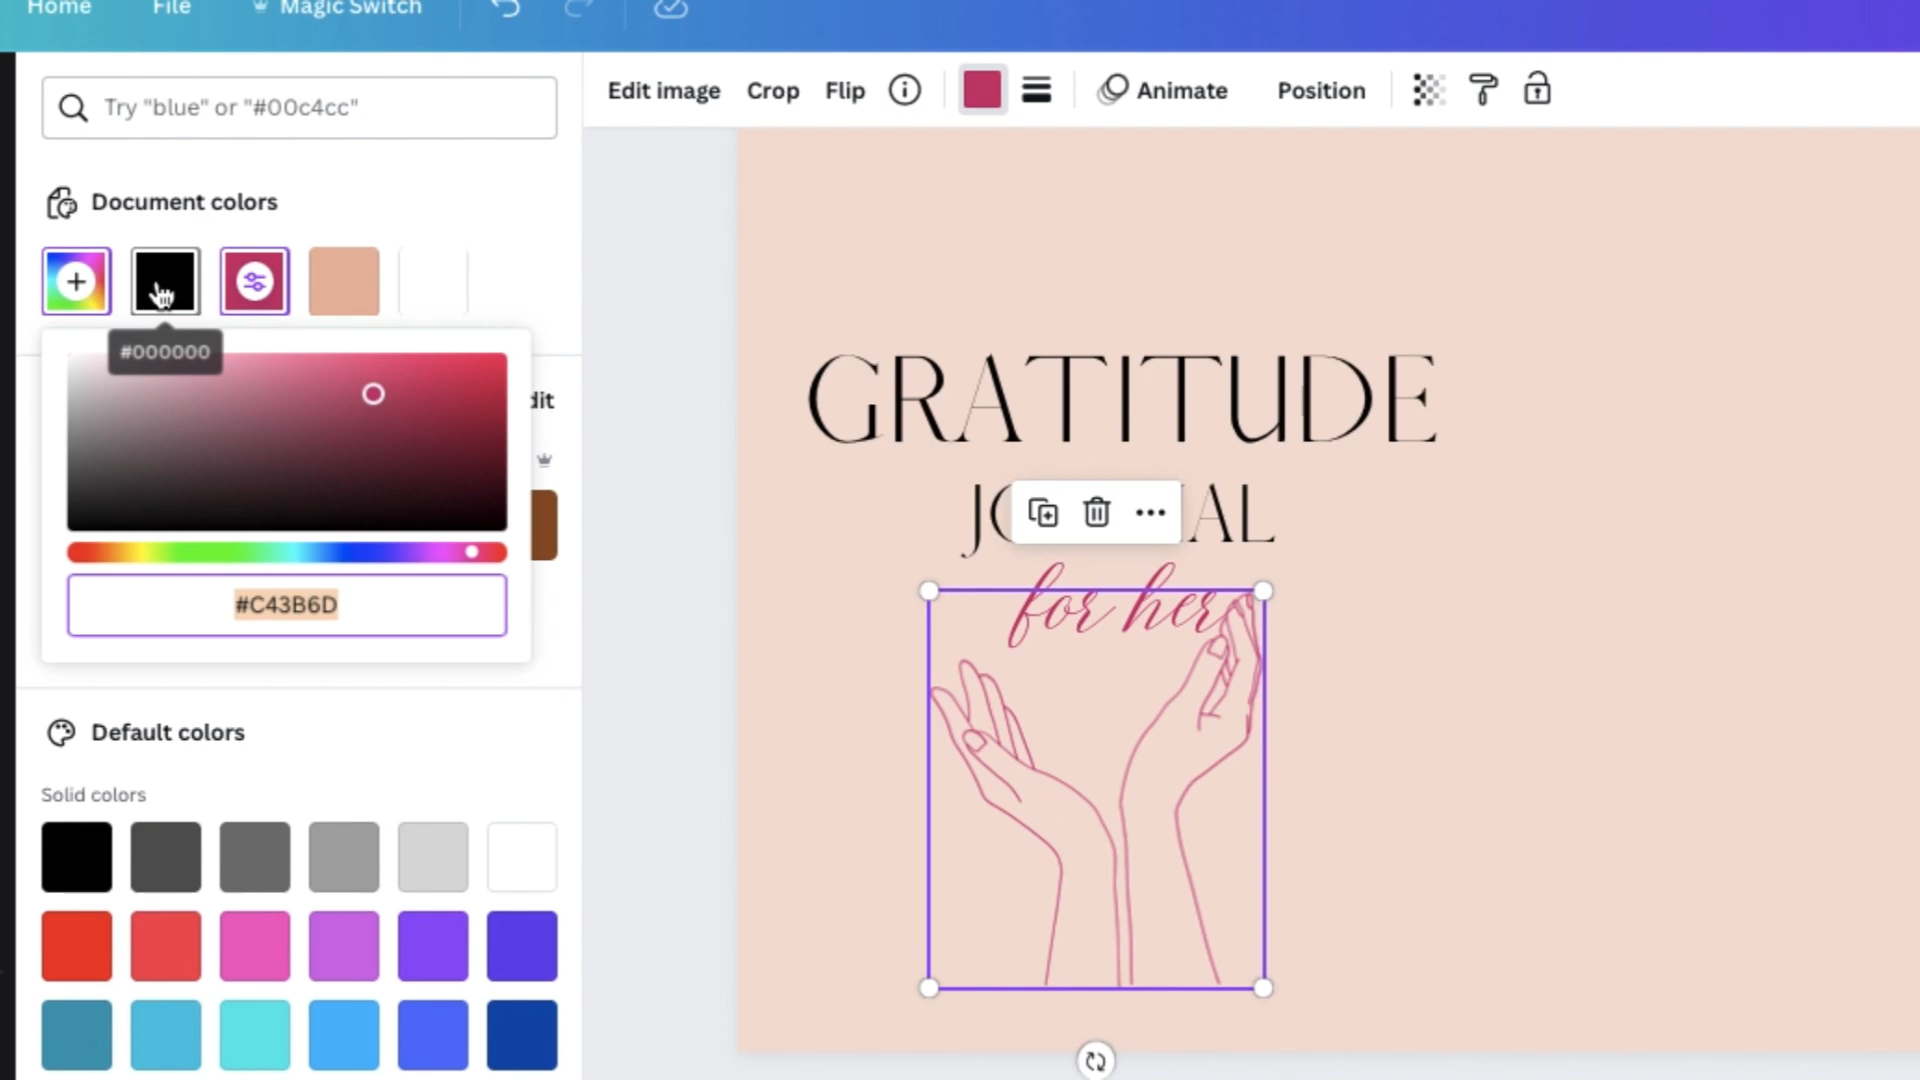 Home File Magic Switch
Try "blue" or "#00c4cc"
Edit image Crop Flip Animate Position
Document colors
#000000
dit
#C43B6D
GRATITUDE
for her
Default colors
Solid colors